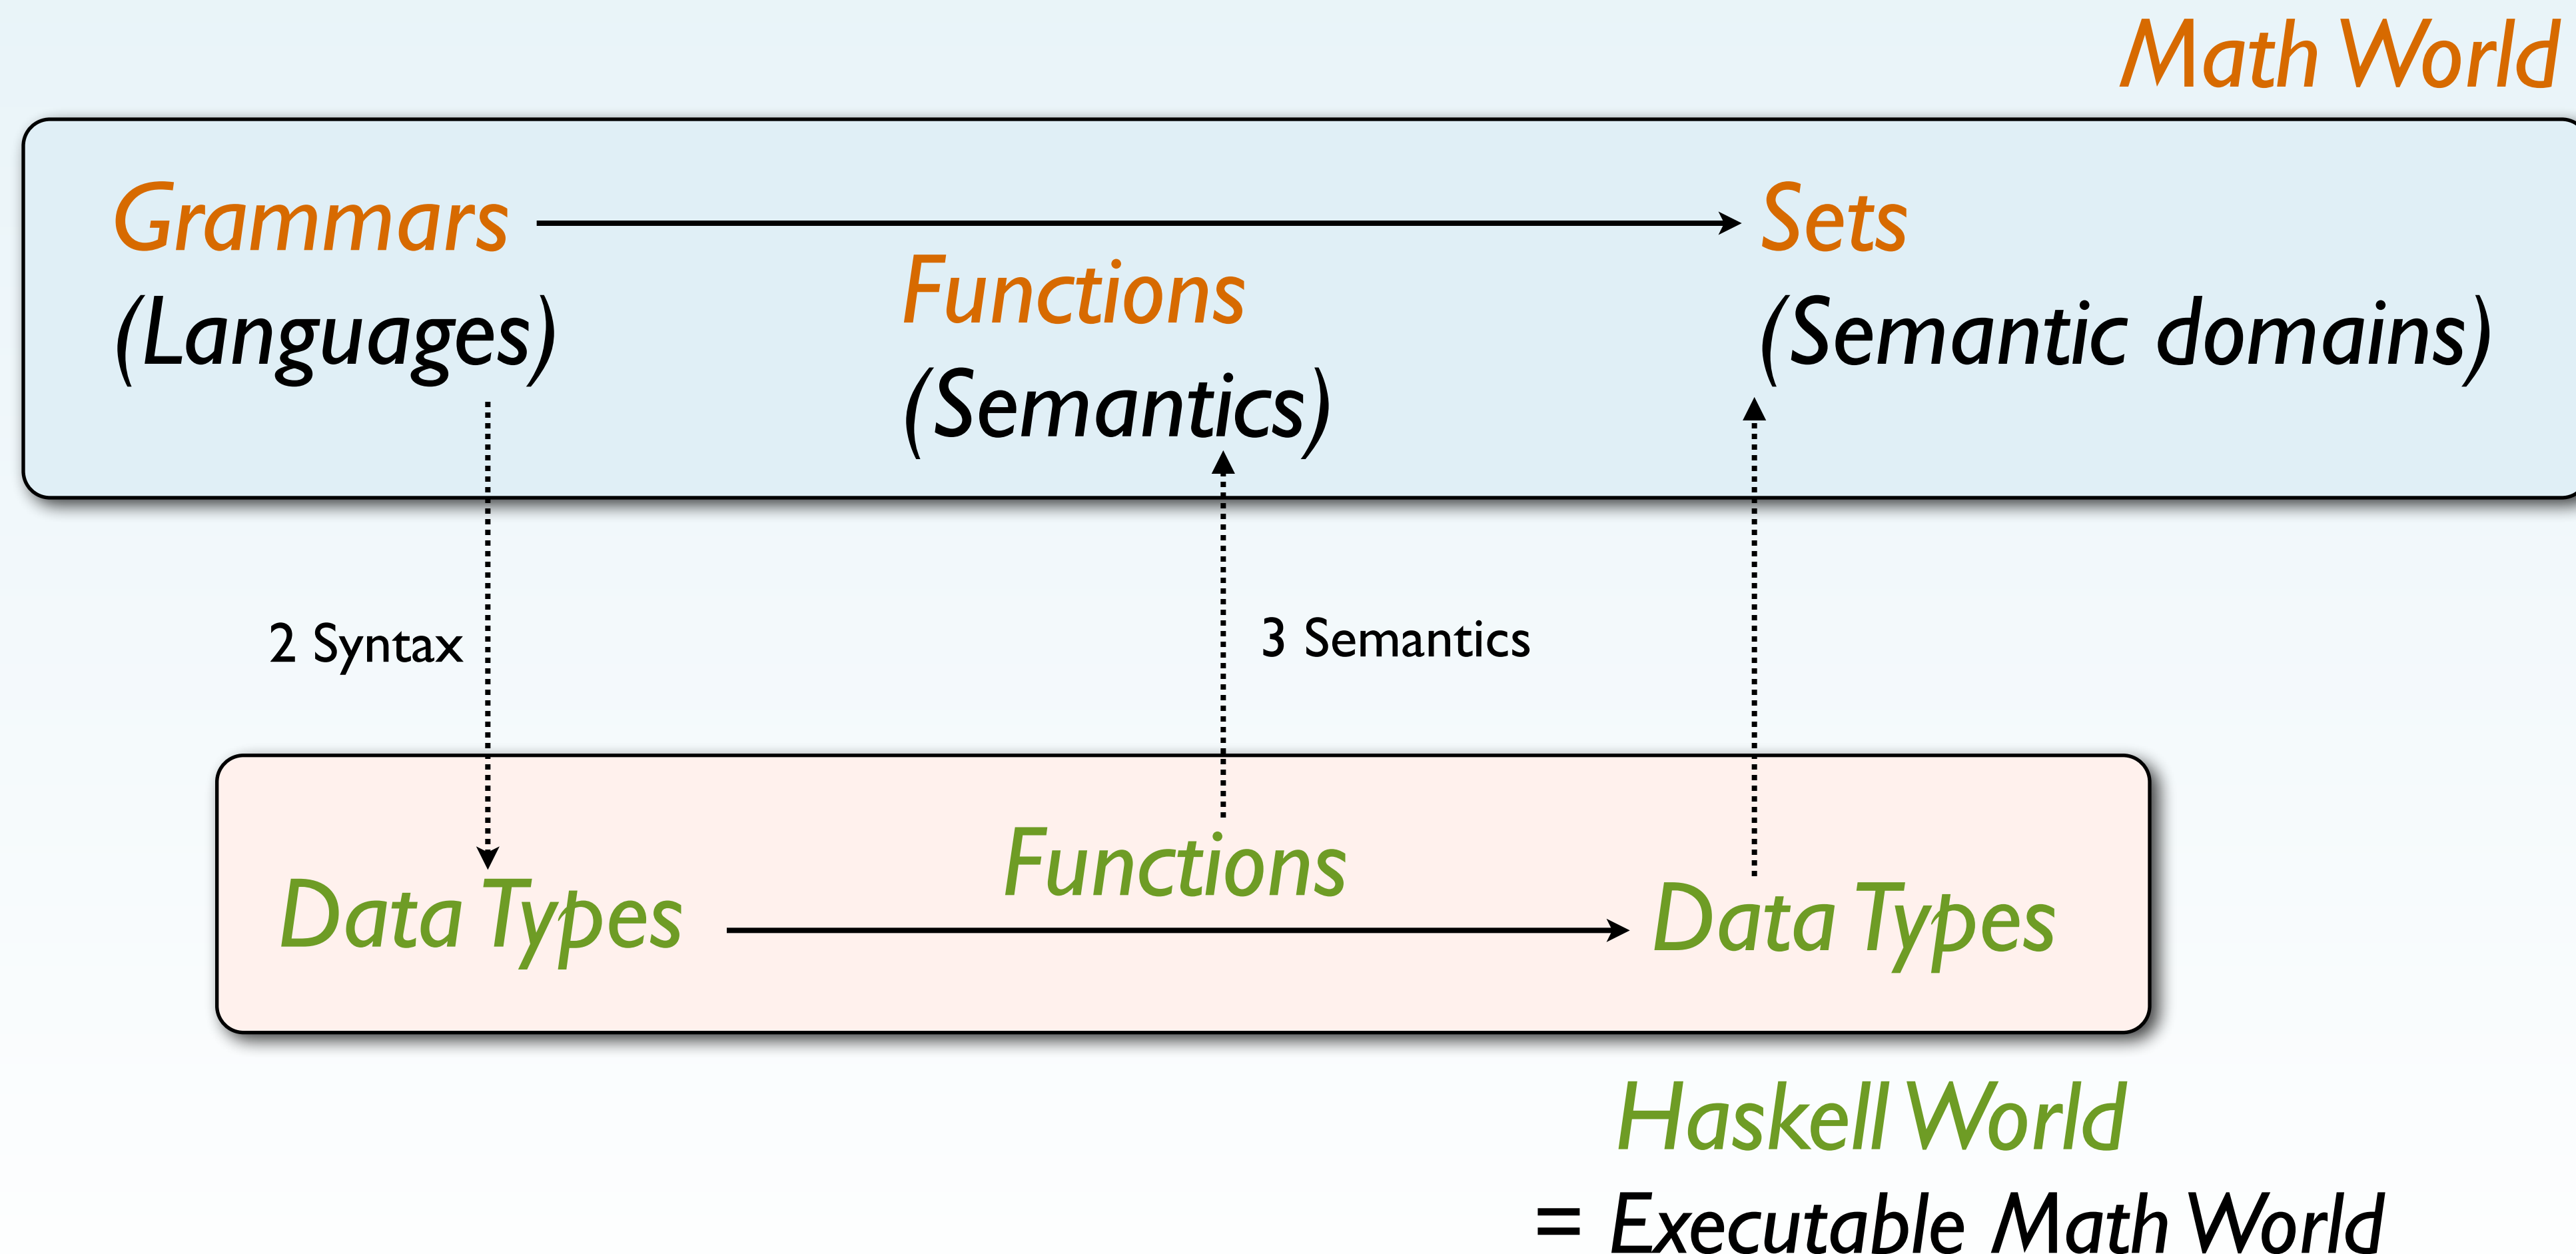 Math World
Grammars
(Languages)
Functions
(Semantics)
Sets
(Semantic domains)
2 Syntax
3 Semantics
Data Types
Functions
Data Types
Haskell World
= Executable Math World